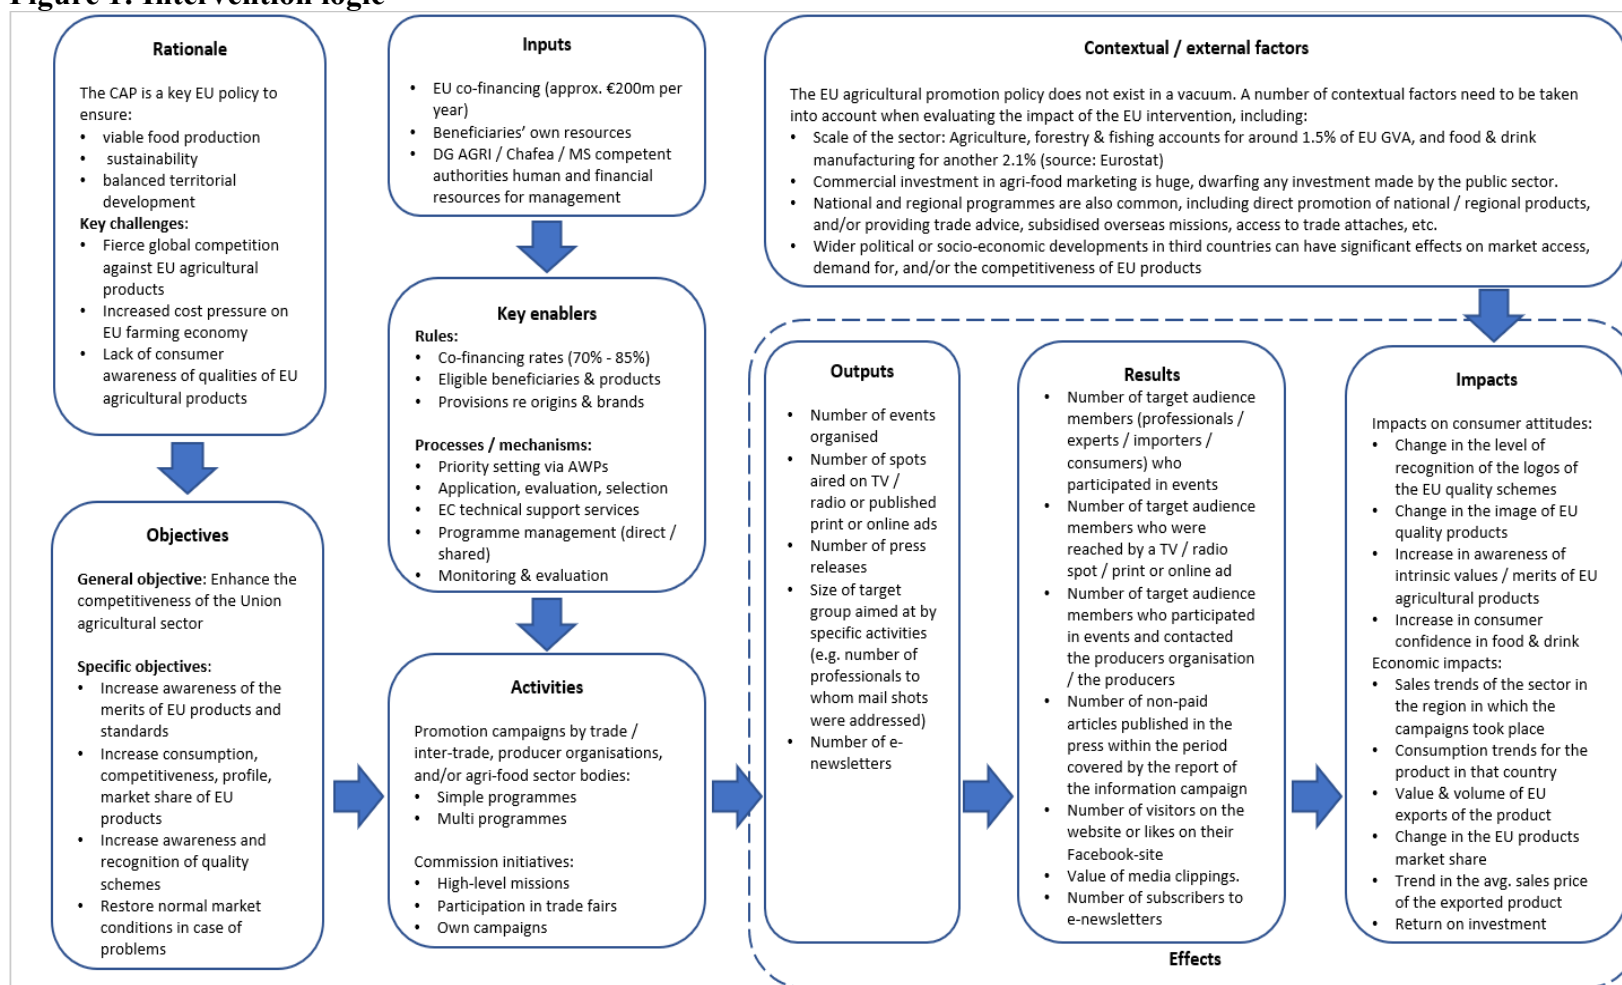 Figure 1: Intervention logic
Rationale
The CAP is a key EU policy to
ensure:
• viable food production
• sustainability
• balanced territorial
development
Key challenges:
• Fierce global competition
against EU agricultural
products
• Increased cost pressure on
EU farming economy
• Lack of consumer
awareness of qualities of EU
agricultural products
Objectives
General objective: Enhance the
competitiveness of the Union
agricultural sector
Specific objectives:
• Increase awareness of the
merits of EU products and
standards
• Increase consumption,
competitiveness, profile,
market share of EU
products
• Increase awareness and
recognition of quality
schemes
• Restore normal market
conditions in case of
problems
Inputs
• EU co-financing (approx. €200m per
year)
• Beneficiaries’ own resources
• DG AGRI / Chafea / MS competent
authorities human and financial
resources for management
Key enablers
Rules:
• Co-financing rates (70% - 85%)
• Eligible beneficiaries & products
• Provisions re origins & brands
Processes / mechanisms:
• Priority setting via AWPs
• Application, evaluation, selection
• EC technical support services
• Programme management (direct /
shared)
• Monitoring & evaluation
Activities
Promotion campaigns by trade /
inter-trade, producer organisations,
and/or agri-food sector bodies:
• Simple programmes
• Multi programmes
Commission initiatives:
• High-level missions
• Participation in trade fairs
• Own campaigns
Contextual / external factors
The EU agricultural promotion policy does not exist in a vacuum. A number of contextual factors need to be taken
into account when evaluating the impact of the EU intervention, including:
• Scale of the sector: Agriculture, forestry & fishing accounts for around 1.5% of EU GVA, and food & drink
manufacturing for another 2.1% (source: Eurostat)
• Commercial investment in agri-food marketing is huge, dwarfing any investment made by the public sector.
• National and regional programmes are also common, including direct promotion of national / regional products,
and/or providing trade advice, subsidised overseas missions, access to trade attaches, etc.
• Wider political or socio-economic developments in third countries can have significant effects on market access,
demand for, and/or the competitiveness of EU products
Outputs
• Number of events
organised
• Number of spots
aired on TV /
radio or published
print or online ads
• Number of press
releases
• Size of target
group aimed at by
specific activities
(e.g. number of
professionals to
whom mail shots
were addressed)
• Number of e-
newsletters
Results
• Number of target audience
members (professionals /
experts / importers /
consumers) who
participated in events
• Number of target audience
members who were
reached by a TV / radio
spot / print or online ad
• Number of target audience
members who participated
in events and contacted
the producers organisation
/ the producers
• Number of non-paid
articles published in the
press within the period
covered by the report of
the information campaign
• Number of visitors on the
website or likes on their
Facebook-site
• Value of media clippings.
• Number of subscribers to
e-newsletters
Impacts
Impacts on consumer attitudes:
• Change in the level of
recognition of the logos of
the EU quality schemes
• Change in the image of EU
quality products
• Increase in awareness of
intrinsic values / merits of EU
agricultural products
• Increase in consumer
confidence in food & drink
Economic impacts:
• Sales trends of the sector in
the region in which the
campaigns took place
• Consumption trends for the
product in that country
• Value & volume of EU
exports of the product
• Change in the EU products
market share
• Trend in the avg. sales price
of the exported product
• Return on investment
Effects